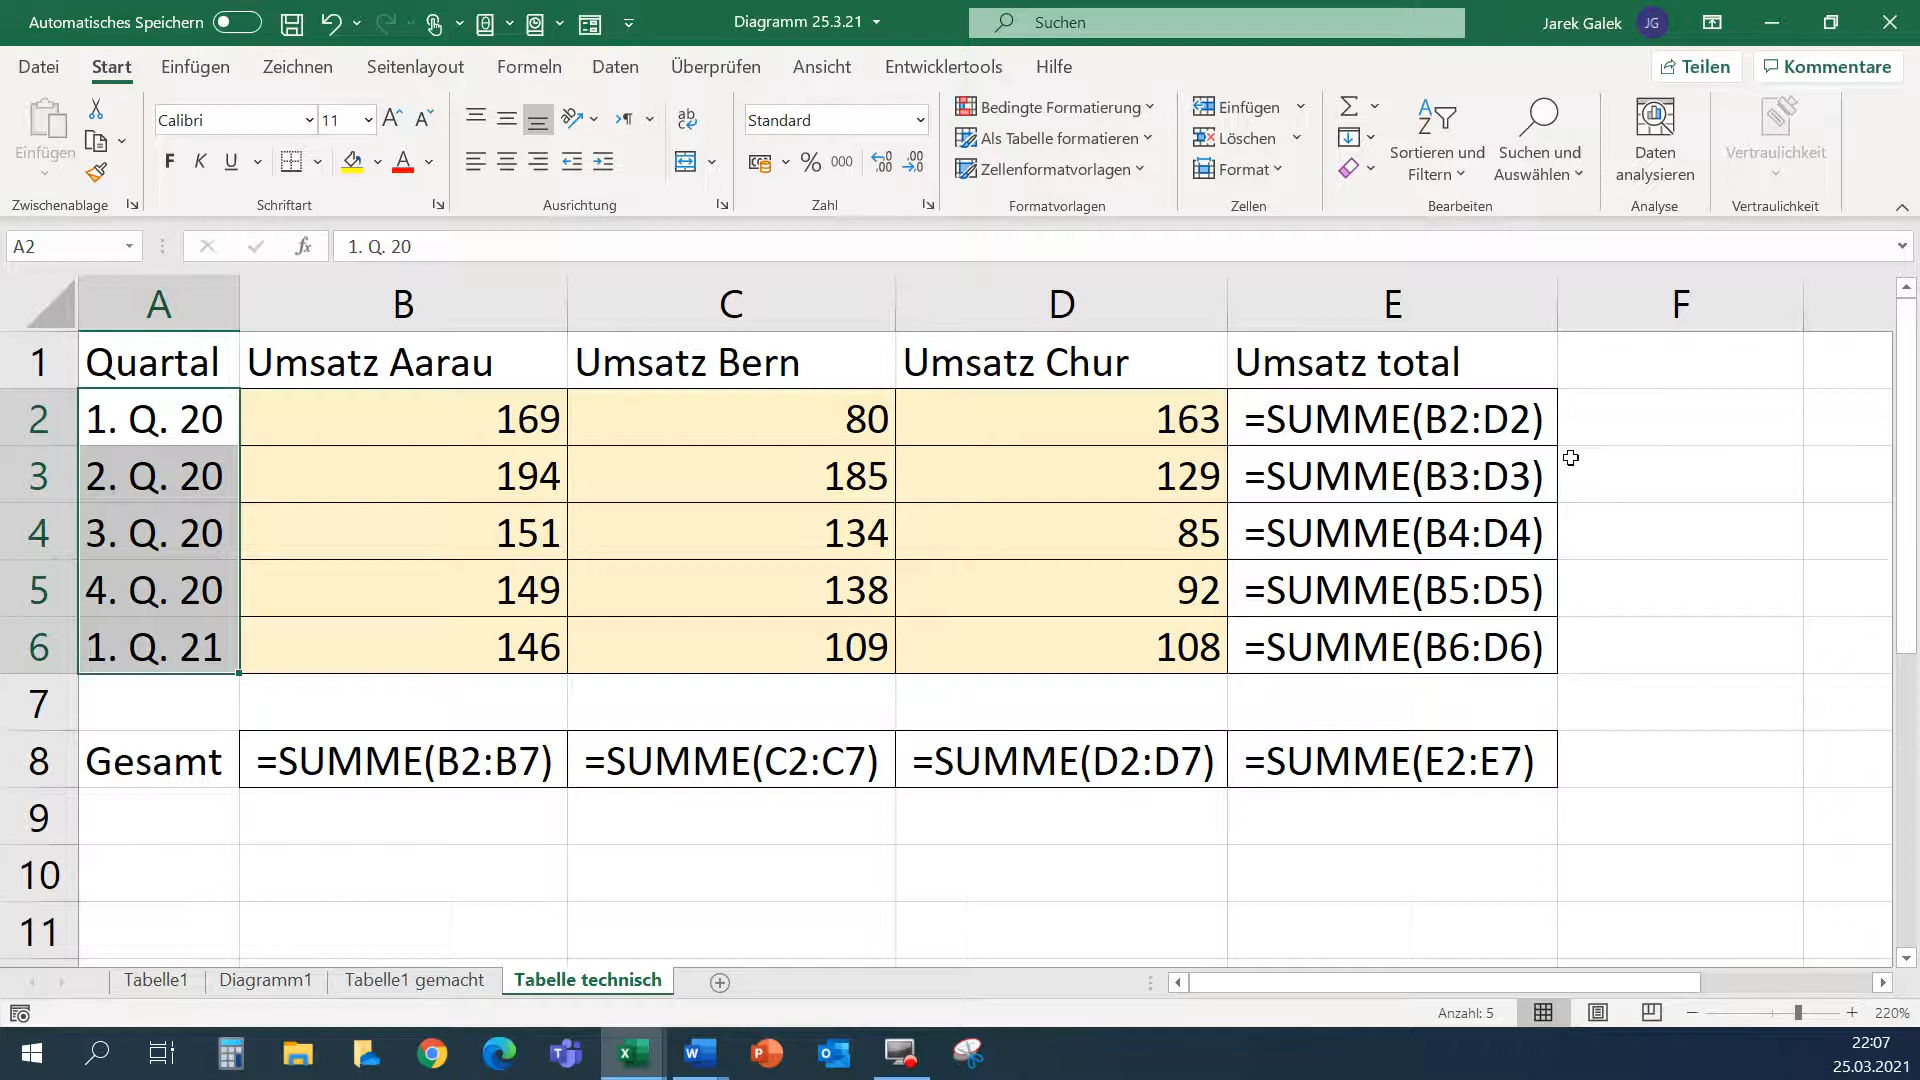 Automatisches Speichern
Diagramm 25.3.21
Suchen
Jarek Galek
JG
Datei Start Einfügen Zeichnen Seitenlayout Formeln Daten Überprüfen Ansicht Entwicklertools Hilfe
Teilen
Kommentare
Einfügen
Calibri 11
F K U
Standard
% 000
Bedingte Formatierung
Als Tabelle formatieren
Zellenformatvorlagen
Einfügen
Löschen
Format
Sortieren und
Filtern
Suchen und
Auswählen
Daten
analysieren
Vertraulichkeit
Zwischenablage Schriftart Ausrichtung Zahl Formatvorlagen Zellen Bearbeiten Analyse Vertraulichkeit
A2 fx 1. Q. 20
A B C D E F
1 Quartal Umsatz Aarau Umsatz Bern Umsatz Chur Umsatz total
2 1. Q. 20 169 80 163 =SUMME(B2:D2)
3 2. Q. 20 194 185 129 =SUMME(B3:D3)
4 3. Q. 20 151 134 85 =SUMME(B4:D4)
5 4. Q. 20 149 138 92 =SUMME(B5:D5)
6 1. Q. 21 146 109 108 =SUMME(B6:D6)
7
8 Gesamt =SUMME(B2:B7) =SUMME(C2:C7) =SUMME(D2:D7) =SUMME(E2:E7)
9
10
11
Tabelle1 Diagramm1 Tabelle1 gemacht Tabelle technisch
Anzahl: 5 220%
22:07
25.03.2021